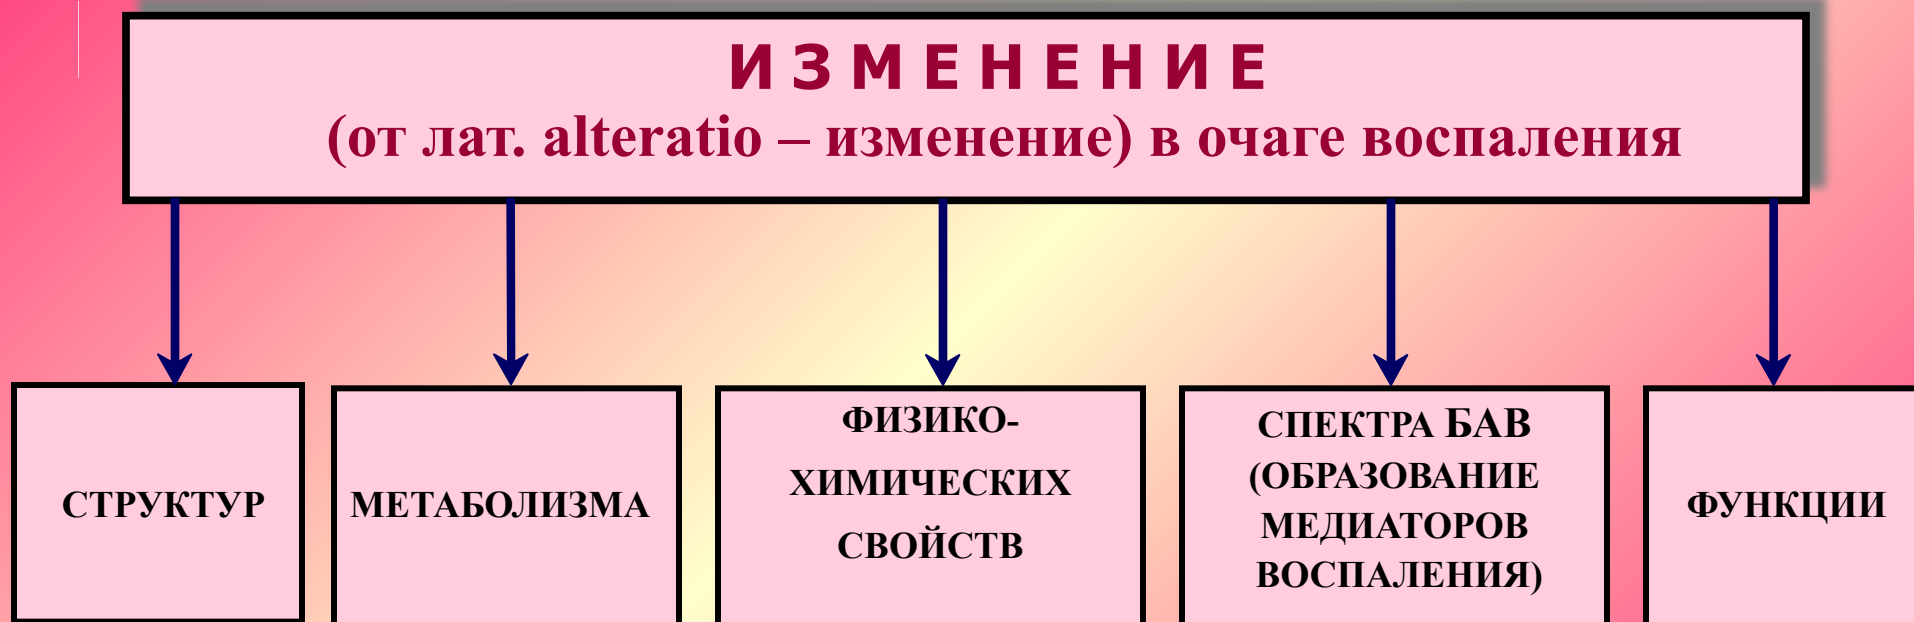 ИЗМЕНЕНИЕ
(от лат. alteratio – изменение) в очаге воспаления
СТРУКТУР
МЕТАБОЛИЗМА
ФИЗИКО-
ХИМИЧЕСКИХ
СВОЙСТВ
СПЕКТРА БАВ
(ОБРАЗОВАНИЕ
МЕДИАТОРОВ
ВОСПАЛЕНИЯ)
ФУНКЦИИ